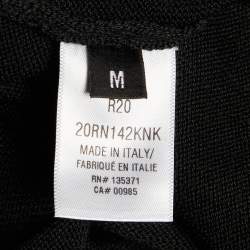 M
R20
20RN142KNK
MADE IN ITALY/
FABRIQUÉ EN ITALIE
RN# 135371
CA# 00985